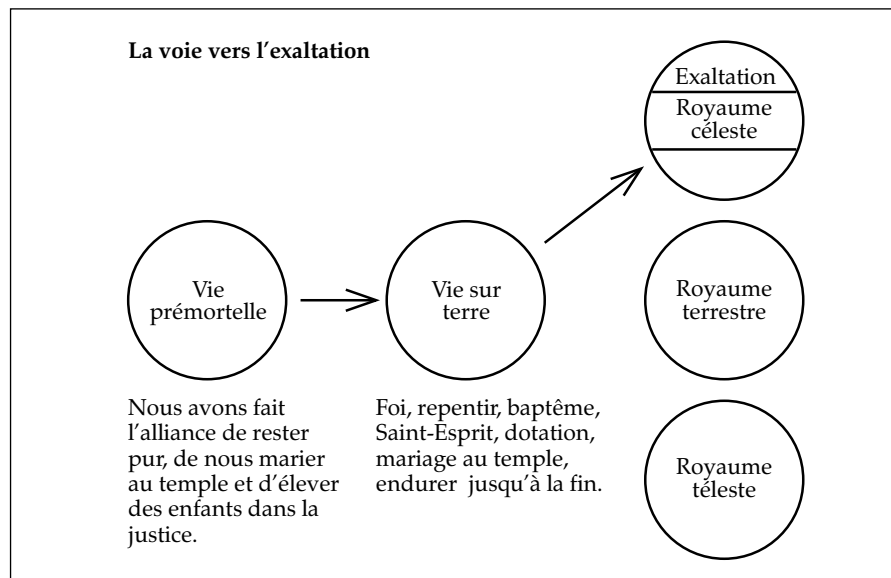 La voie vers l'exaltation
Exaltation
Royaume
céleste
Vie
prémortelle
Vie sur
terre
Royaume
terrestre
Nous avons fait
l'alliance de rester
pur, de nous marier
au temple et d'élever
des enfants dans la
justice.
Foi, repentir, baptême,
Saint-Esprit, dotation,
mariage au temple,
endurer jusqu'à la fin.
Royaume
téleste